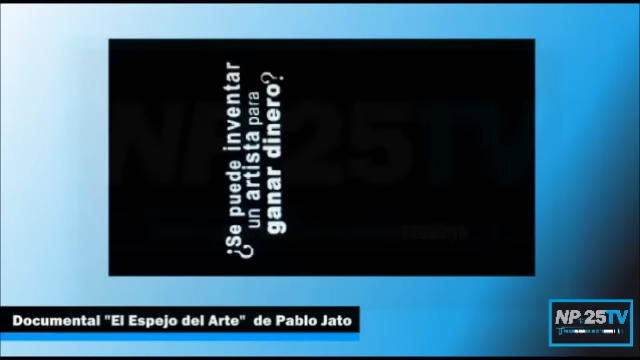 ¿Se puede inventar
un artista para
ganar dinero?
Documental "El Espejo del Arte" de Pablo Jato
NP 25TV